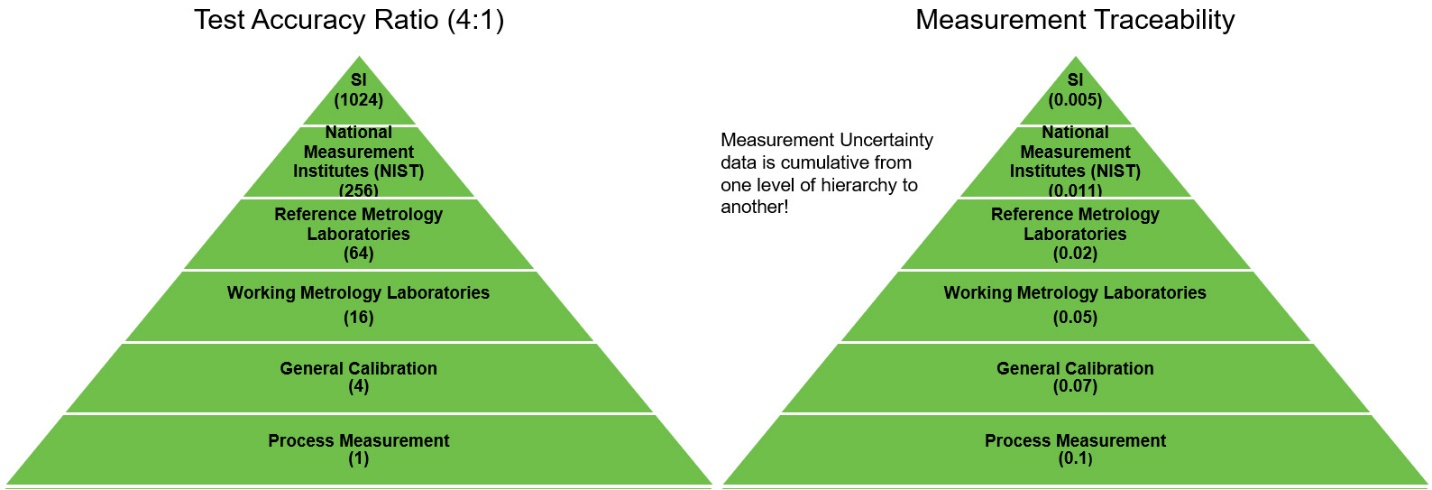 Test Accuracy Ratio (4:1)
SI
(1024)
National
Measurement
Institutes (NIST)
(256)
Reference Metrology
Laboratories
(64)
Working Metrology Laboratories
(16)
General Calibration
(4)
Process Measurement
(1)
Measurement Traceability
Measurement Uncertainty
data is cumulative from
one level of hierarchy to
another!
SI
(0.005)
National
Measurement
Institutes (NIST)
(0.011)
Reference Metrology
Laboratories
(0.02)
Working Metrology Laboratories
(0.05)
General Calibration
(0.07)
Process Measurement
(0.1)